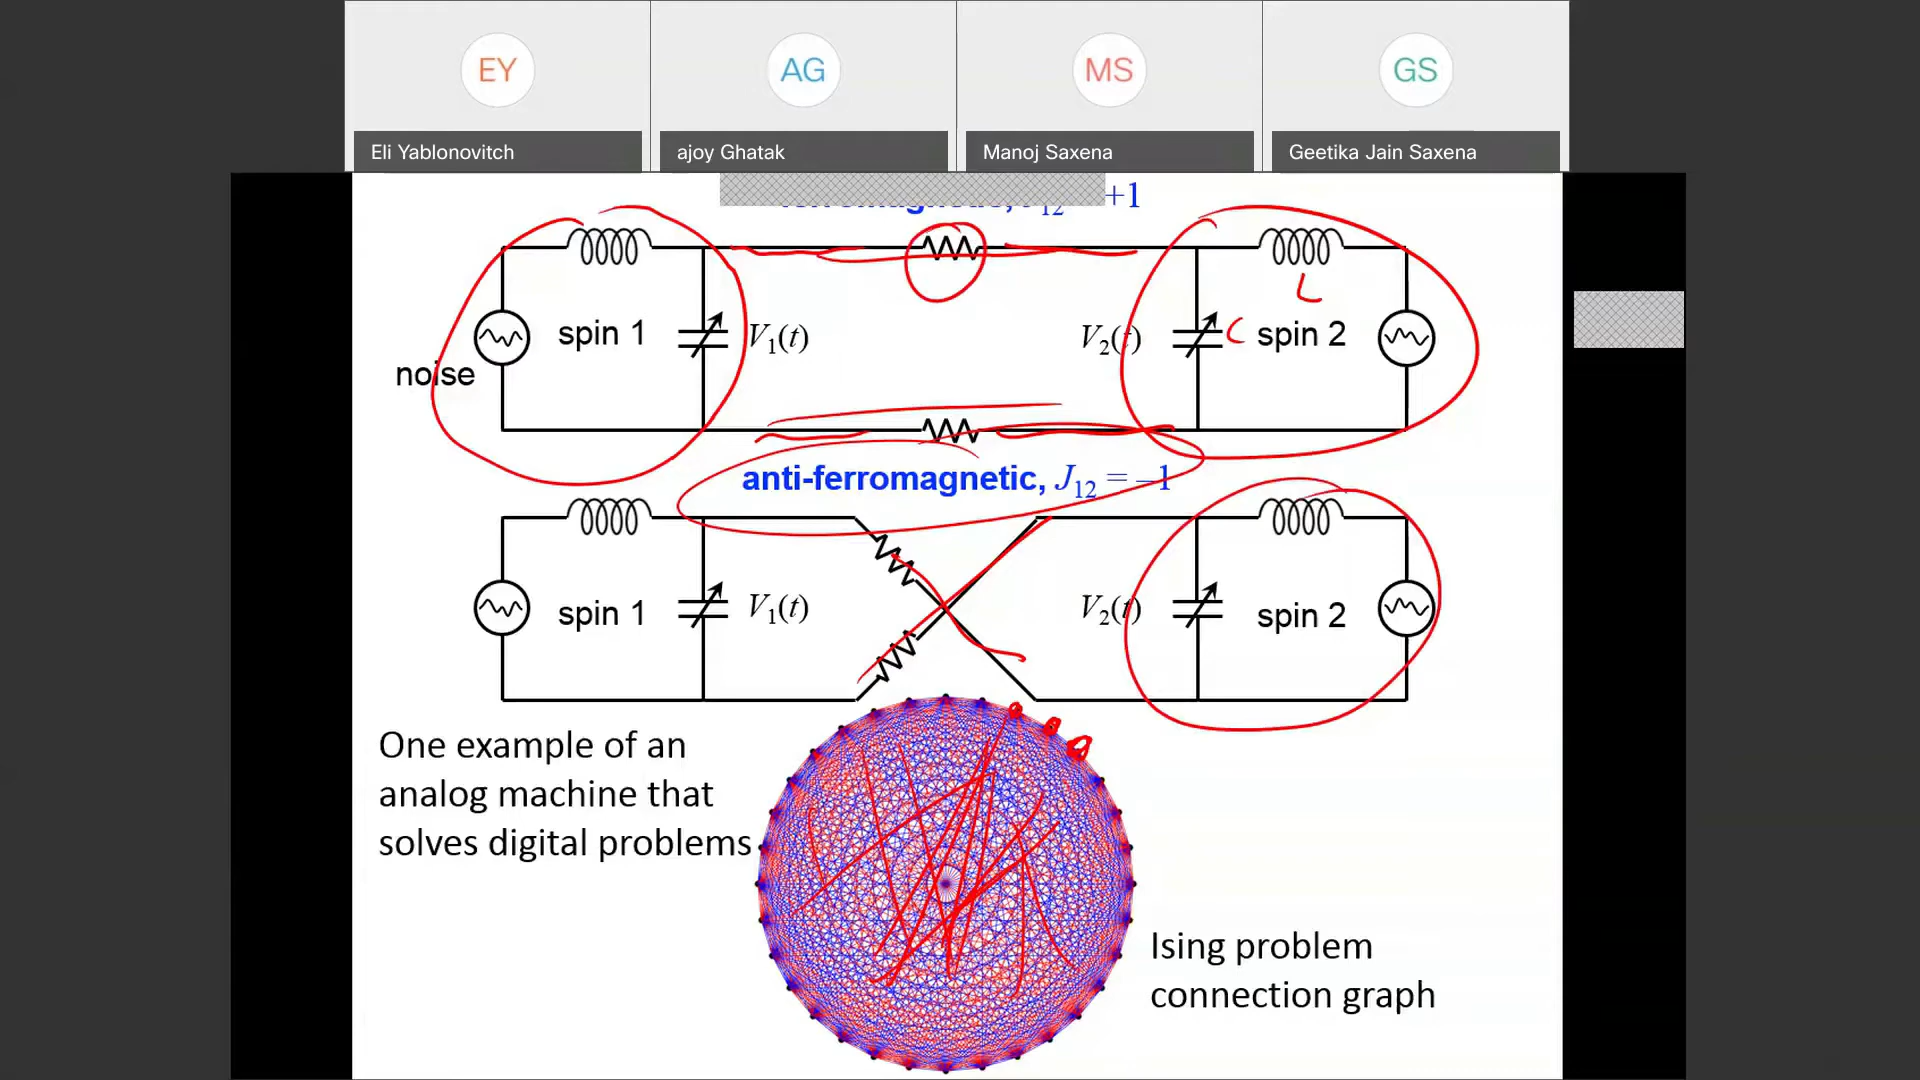 EY
AG
MS
GS
Eli Yablonovitch
ajoy Ghatak
Manoj Saxena
Geetika Jain Saxena
+1
L
spin 1
V₁(t)
V₂(t)
C
spin 2
noise
anti-ferromagnetic, J₁₂ = –1
spin 1
V₁(t)
V₂(t)
spin 2
One example of an
analog machine that
solves digital problems
Ising problem
connection graph